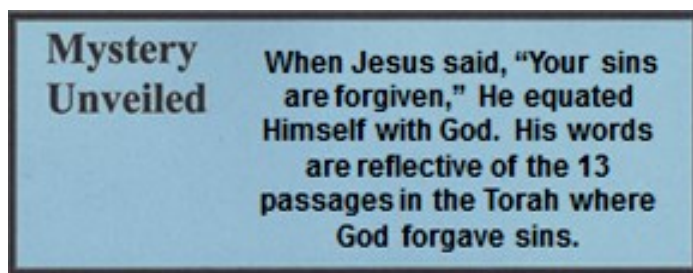 Mystery
Unveiled
When Jesus said, “Your sins
are forgiven,” He equated
Himself with God. His words
are reflective of the 13
passages in the Torah where
God forgave sins.